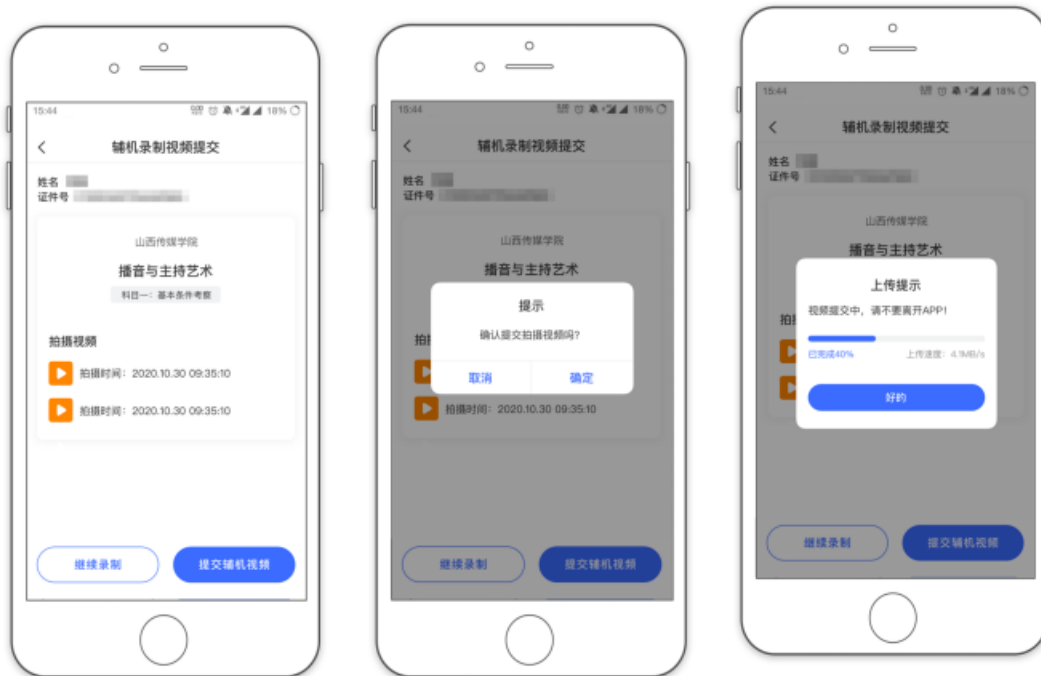 15:44
18%
辅机录制视频提交
姓名
证件号
山西传媒学院
播音与主持艺术
科目一：基本条件考察
拍摄视频
拍摄时间：2020.10.30 09:35:10
拍摄时间：2020.10.30 09:35:10
继续录制
提交辅机视频
15:44
18%
辅机录制视频提交
姓名
证件号
山西传媒学院
播音与主持艺术
提示
确认提交拍摄视频吗?
取消
确定
拍摄时间：2020.10.30 09:35:10
继续录制
提交辅机视频
15:44
18%
辅机录制视频提交
姓名
证件号
山西传媒学院
播音与主持艺术
上传提示
视频提交中，请不要离开APP!
已完成40%
上传速度：4.1MB/s
好的
继续录制
提交辅机视频